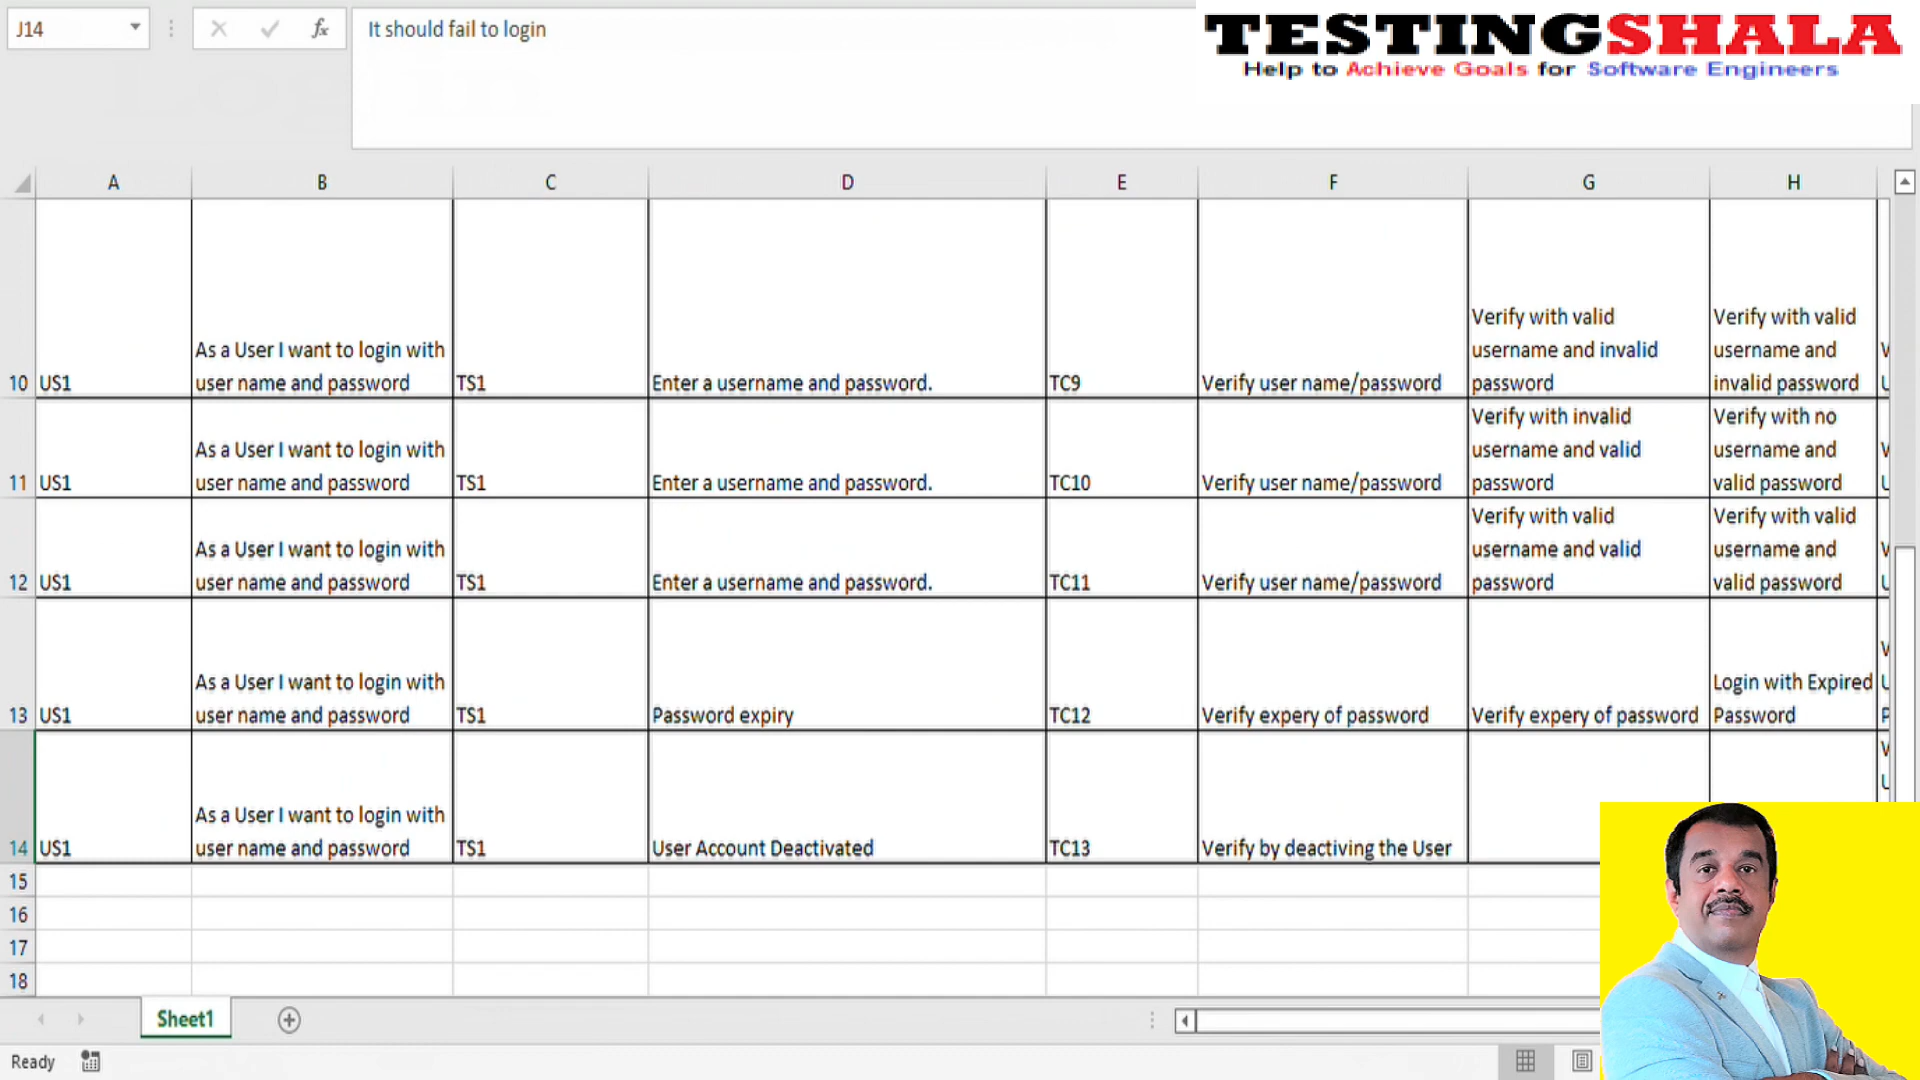 J14
fx
It should fail to login
TESTINGSHALA
Help to Achieve Goals for Software Engineers
A B C D E F G H
10 US1 As a User I want to login with TS1 Enter a username and password. TC9 Verify user name/password Verify with valid Verify with valid
user name and password username and invalid username and
password invalid password
11 US1 As a User I want to login with TS1 Enter a username and password. TC10 Verify user name/password Verify with invalid Verify with no
user name and password username and valid username and
password valid password
12 US1 As a User I want to login with TS1 Enter a username and password. TC11 Verify user name/password Verify with valid Verify with valid
user name and password username and valid username and
password valid password
13 US1 As a User I want to login with TS1 Password expiry TC12 Verify expery of password Verify expery of password Login with Expired
user name and password Password
14 US1 As a User I want to login with TS1 User Account Deactivated TC13 Verify by deactiving the User
user name and password
15
16
17
18
Sheet1
Ready